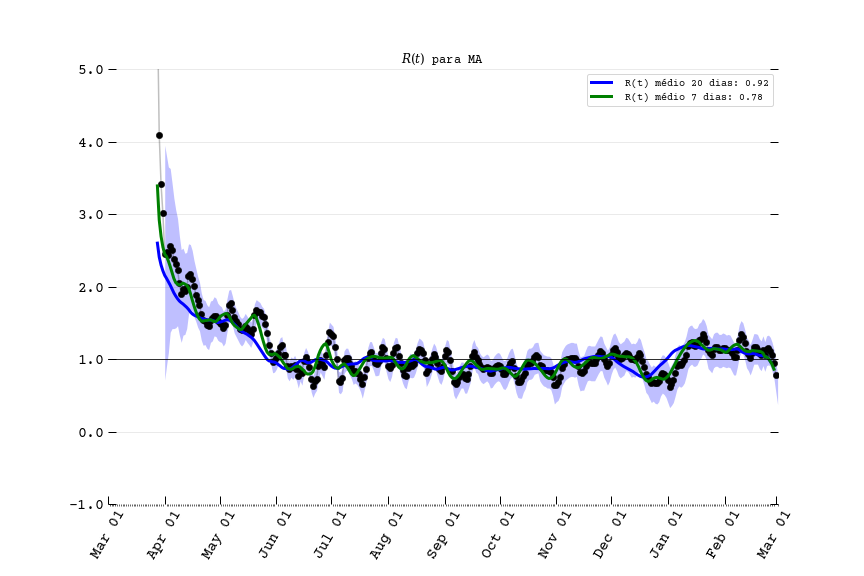 R(t) para MA
R(t) médio 20 dias: 0.92
R(t) médio 7 dias: 0.78
5.0
4.0
3.0
2.0
1.0
0.0
-1.0
Mar 01
Apr 01
May 01
Jun 01
Jul 01
Aug 01
Sep 01
Oct 01
Nov 01
Dec 01
Jan 01
Feb 01
Mar 01